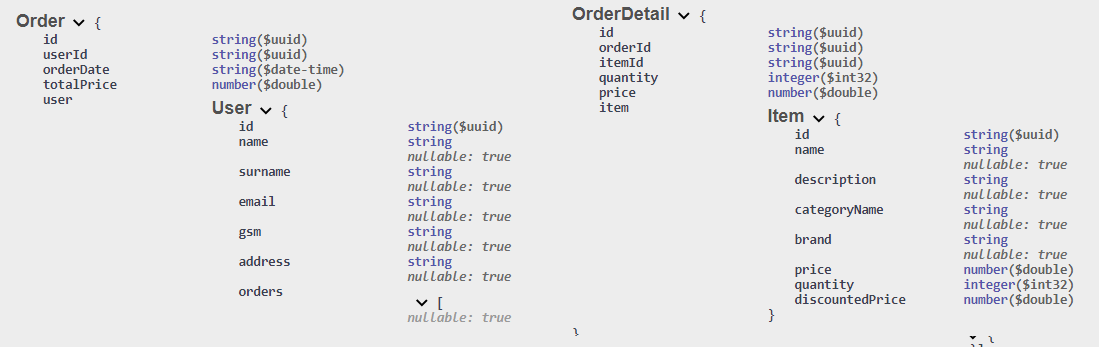 Order {
id string($uuid)
userId string($uuid)
orderDate string($date-time)
totalPrice number($double)
user
User {
id string($uuid)
name string
nullable: true
surname string
nullable: true
email string
nullable: true
gsm string
nullable: true
address string
nullable: true
orders
[
nullable: true
OrderDetail {
id string($uuid)
orderId string($uuid)
itemId string($uuid)
quantity integer($int32)
price number($double)
item
Item {
id string($uuid)
name string
nullable: true
description string
nullable: true
categoryName string
nullable: true
brand string
nullable: true
price number($double)
quantity integer($int32)
discountedPrice number($double)
}
}